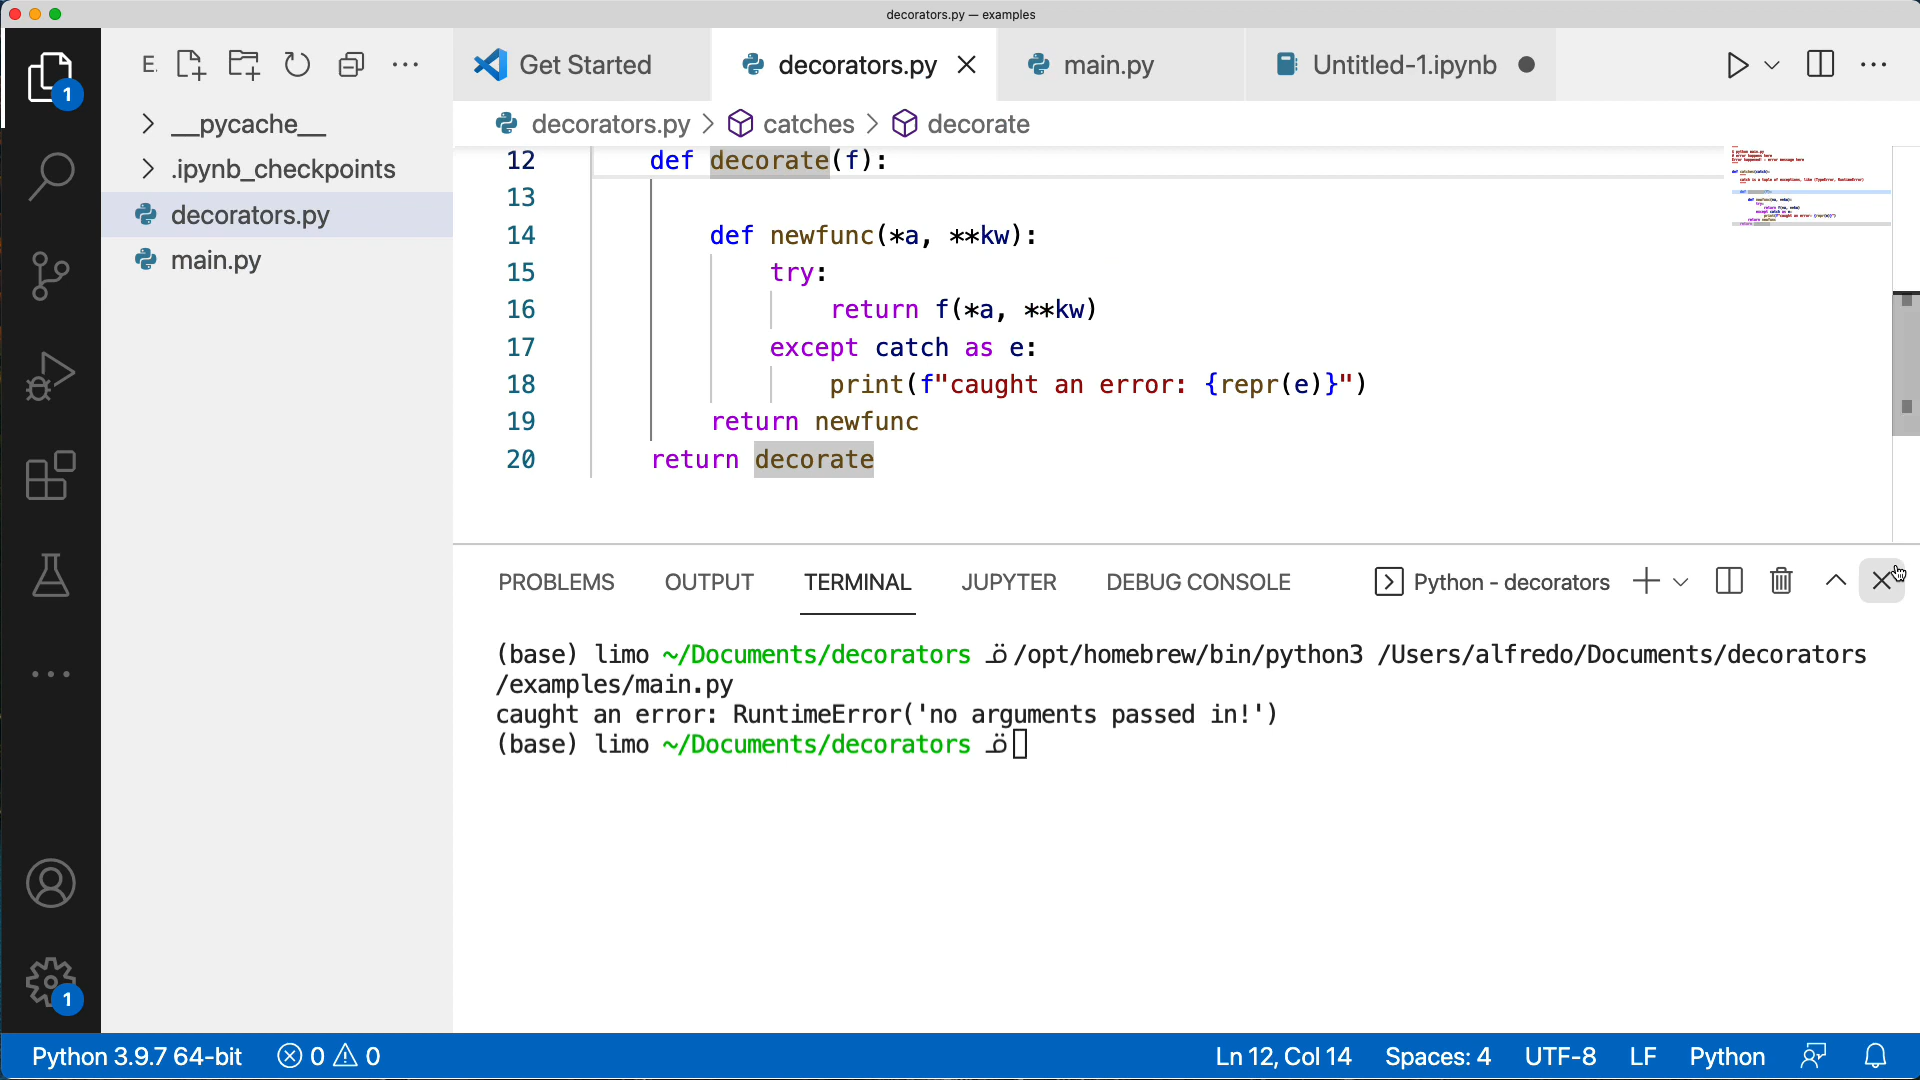 decorators.py — examples
E.
Get Started
decorators.py
main.py
Untitled-1.ipynb
1
__pycache__
.ipynb_checkpoints
decorators.py
main.py
decorators.py > catches > decorate
12 def decorate(f):
13
14 def newfunc(*a, **kw):
15 try:
16 return f(*a, **kw)
17 except catch as e:
18 print(f"caught an error: {repr(e)}")
19 return newfunc
20 return decorate
PROBLEMS OUTPUT TERMINAL JUPYTER DEBUG CONSOLE
Python - decorators
(base) limo ~/Documents/decorators /opt/homebrew/bin/python3 /Users/alfredo/Documents/decorators
/examples/main.py
caught an error: RuntimeError('no arguments passed in!')
(base) limo ~/Documents/decorators
1
Python 3.9.7 64-bit 0 0 Ln 12, Col 14 Spaces: 4 UTF-8 LF Python